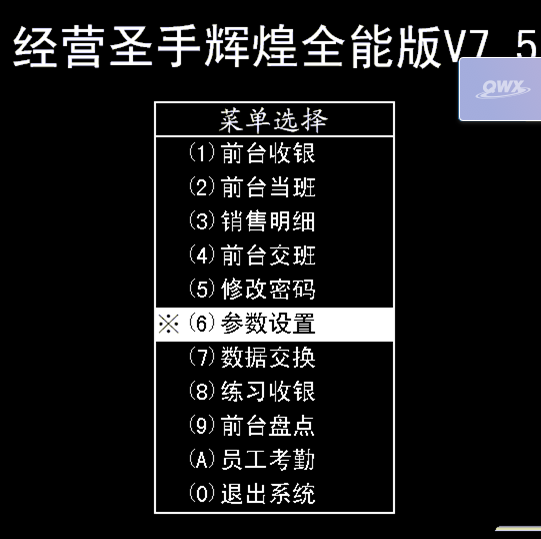 经营圣手辉煌全能版V7.5
QWX
菜单选择
(1)前台收银
(2)前台当班
(3)销售明细
(4)前台交班
(5)修改密码
※(6)参数设置
(7)数据交换
(8)练习收银
(9)前台盘点
(A)员工考勤
(0)退出系统